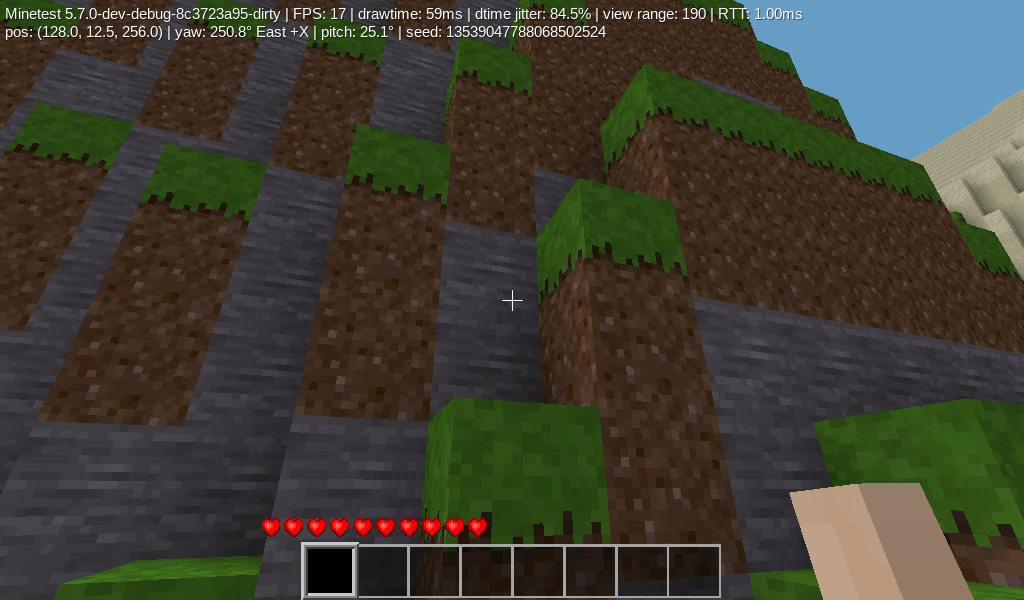 Minetest 5.7.0-dev-debug-8c3723a95-dirty | FPS: 17 | drawtime: 59ms | dtime jitter: 84.5% | view range: 190 | RTT: 1.00ms
pos: (128.0, 12.5, 256.0) | yaw: 250.8° East +X | pitch: 25.1° | seed: 13539047788068502524